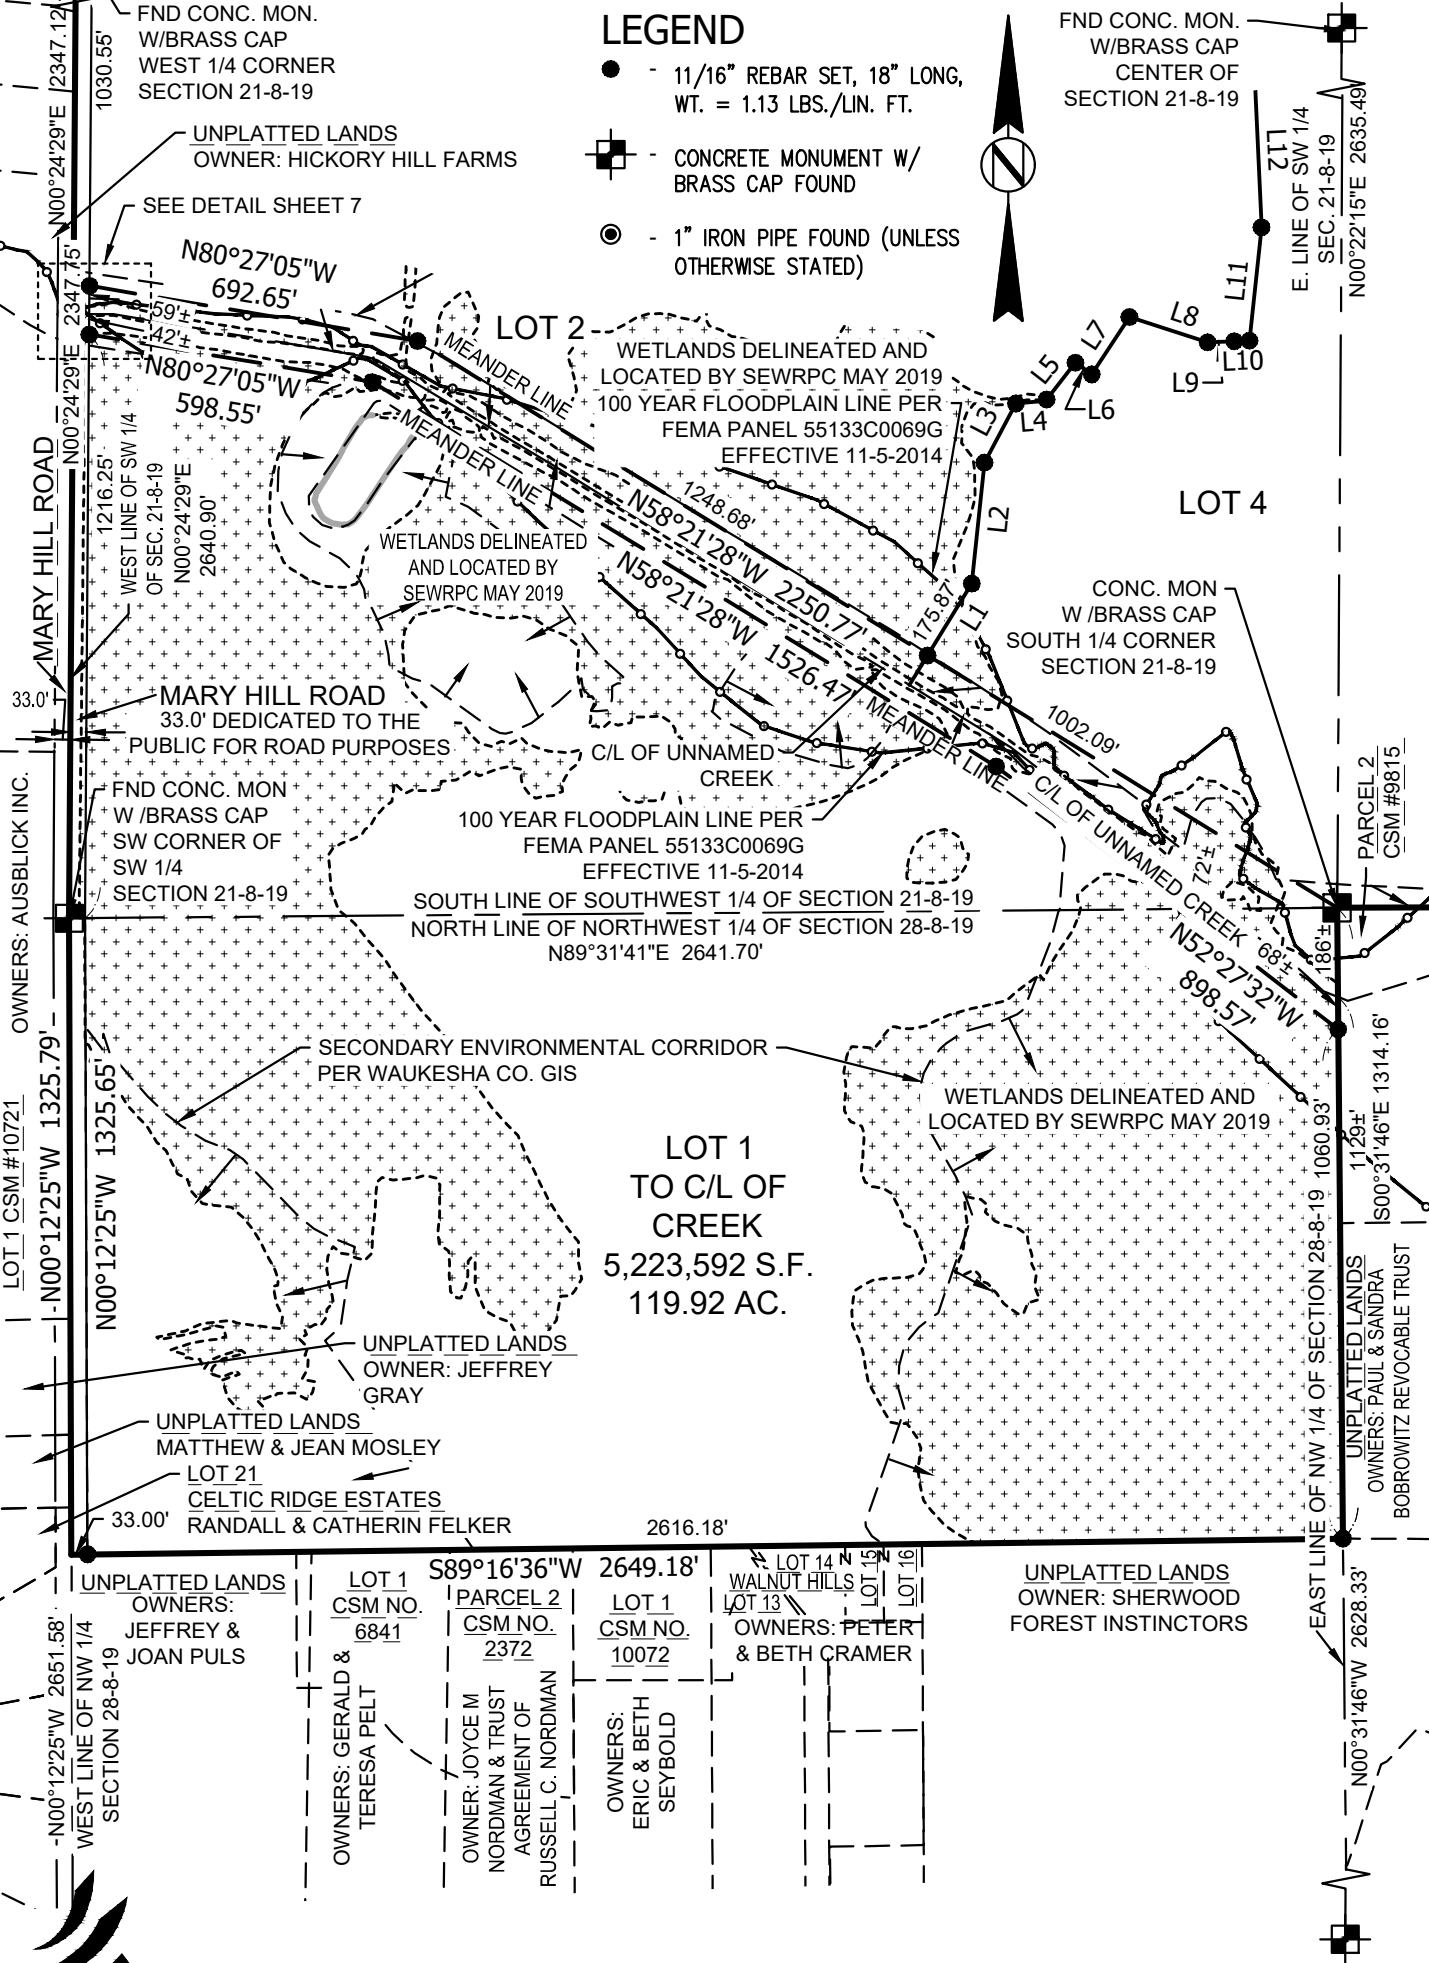 FND CONC. MON.
W/BRASS CAP
WEST 1/4 CORNER
SECTION 21-8-19
N00°24'29"E 2347.12'
1030.55'
UNPLATTED LANDS
OWNER: HICKORY HILL FARMS
SEE DETAIL SHEET 7
LEGEND
- 11/16" REBAR SET, 18" LONG,
WT. = 1.13 LBS./LIN. FT.
- CONCRETE MONUMENT W/
BRASS CAP FOUND
- 1" IRON PIPE FOUND (UNLESS
OTHERWISE STATED)
N
FND CONC. MON.
W/BRASS CAP
CENTER OF
SECTION 21-8-19
E. LINE OF SW 1/4
SEC. 21-8-19
N00°22'15"E 2635.49'
L12
L11
L10
L9
L8
L7
L6
L5
L4
L3
L2
L1
N80°27'05"W
692.65'
59'±
42'±
N80°27'05"W
598.55'
N00°24'29"E 2347.75'
LOT 2
MEANDER LINE
MEANDER LINE
WETLANDS DELINEATED AND
LOCATED BY SEWRPC MAY 2019
100 YEAR FLOODPLAIN LINE PER
FEMA PANEL 55133C0069G
EFFECTIVE 11-5-2014
LOT 4
MARY HILL ROAD
1216.25'
WEST LINE OF SW 1/4
OF SEC. 21-8-19
N00°24'29"E
2640.90'
WETLANDS DELINEATED
AND LOCATED BY
SEWRPC MAY 2019
1248.68'
N58°21'28"W 2250.77'
N58°21'28"W 1526.47'
175.87'
CONC. MON
W /BRASS CAP
SOUTH 1/4 CORNER
SECTION 21-8-19
33.0'
MARY HILL ROAD
33.0' DEDICATED TO THE
PUBLIC FOR ROAD PURPOSES
C/L OF UNNAMED
CREEK
MEANDER LINE
1002.09'
C/L OF UNNAMED CREEK
72'±
68'±
186'±
PARCEL 2
CSM #9815
OWNERS: AUSBLICK INC.
LOT 1 CSM #10721
FND CONC. MON
W /BRASS CAP
SW CORNER OF
SW 1/4
SECTION 21-8-19
100 YEAR FLOODPLAIN LINE PER
FEMA PANEL 55133C0069G
EFFECTIVE 11-5-2014
SOUTH LINE OF SOUTHWEST 1/4 OF SECTION 21-8-19
NORTH LINE OF NORTHWEST 1/4 OF SECTION 28-8-19
N89°31'41"E 2641.70'
N52°27'32"W
898.57'
N00°12'25"W 1325.79'
N00°12'25"W 1325.65'
SECONDARY ENVIRONMENTAL CORRIDOR
PER WAUKESHA CO. GIS
WETLANDS DELINEATED AND
LOCATED BY SEWRPC MAY 2019
LOT 1
TO C/L OF
CREEK
5,223,592 S.F.
119.92 AC.
1060.93'
1129±'
S00°31'46"E 1314.16'
EAST LINE OF NW 1/4 OF SECTION 28-8-19
UNPLATTED LANDS
OWNERS: PAUL & SANDRA
BOBROWITZ REVOCABLE TRUST
UNPLATTED LANDS
OWNER: JEFFREY
GRAY
UNPLATTED LANDS
MATTHEW & JEAN MOSLEY
LOT 21
CELTIC RIDGE ESTATES
RANDALL & CATHERIN FELKER
33.00'
2616.18'
S89°16'36"W 2649.18'
UNPLATTED LANDS
OWNERS:
JEFFREY &
JOAN PULS
LOT 1
CSM NO.
6841
OWNERS: GERALD &
TERESA PELT
PARCEL 2
CSM NO.
2372
OWNER: JOYCE M
NORDMAN & TRUST
AGREEMENT OF
RUSSELL C. NORDMAN
LOT 1
CSM NO.
10072
OWNERS:
ERIC & BETH
SEYBOLD
LOT 14
WALNUT HILLS
LOT 13
OWNERS: PETER
& BETH CRAMER
LOT 15
LOT 16
UNPLATTED LANDS
OWNER: SHERWOOD
FOREST INSTINCTORS
N00°12'25"W 2651.58'
WEST LINE OF NW 1/4
SECTION 28-8-19
N00°31'46"W 2628.33'